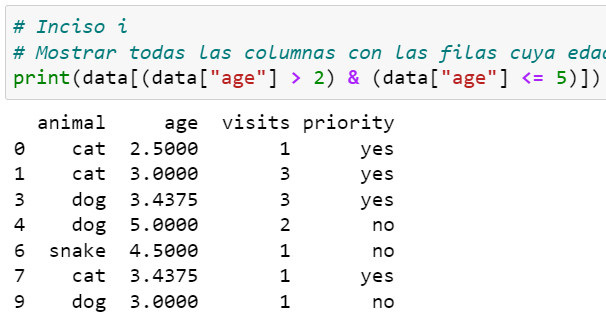 # Inciso i
# Mostrar todas las columnas con las filas cuya edad
print(data[(data["age"] > 2) & (data["age"] <= 5)])
animal age visits priority
0 cat 2.5000 1 yes
1 cat 3.0000 3 yes
3 dog 3.4375 3 yes
4 dog 5.0000 2 no
6 snake 4.5000 1 no
7 cat 3.4375 1 yes
9 dog 3.0000 1 no